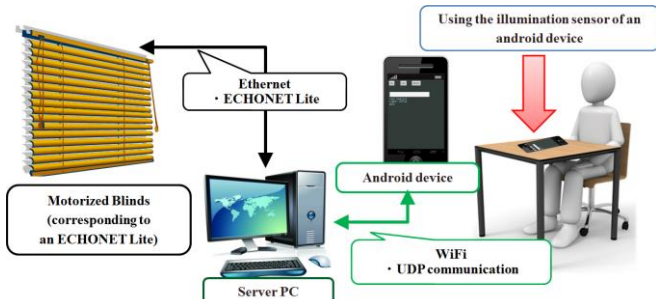 Using the illumination sensor of an
android device
Ethernet
・ECHONET Lite
Motorized Blinds
(corresponding to
an ECHONET Lite)
Android device
WiFi
・UDP communication
Server PC